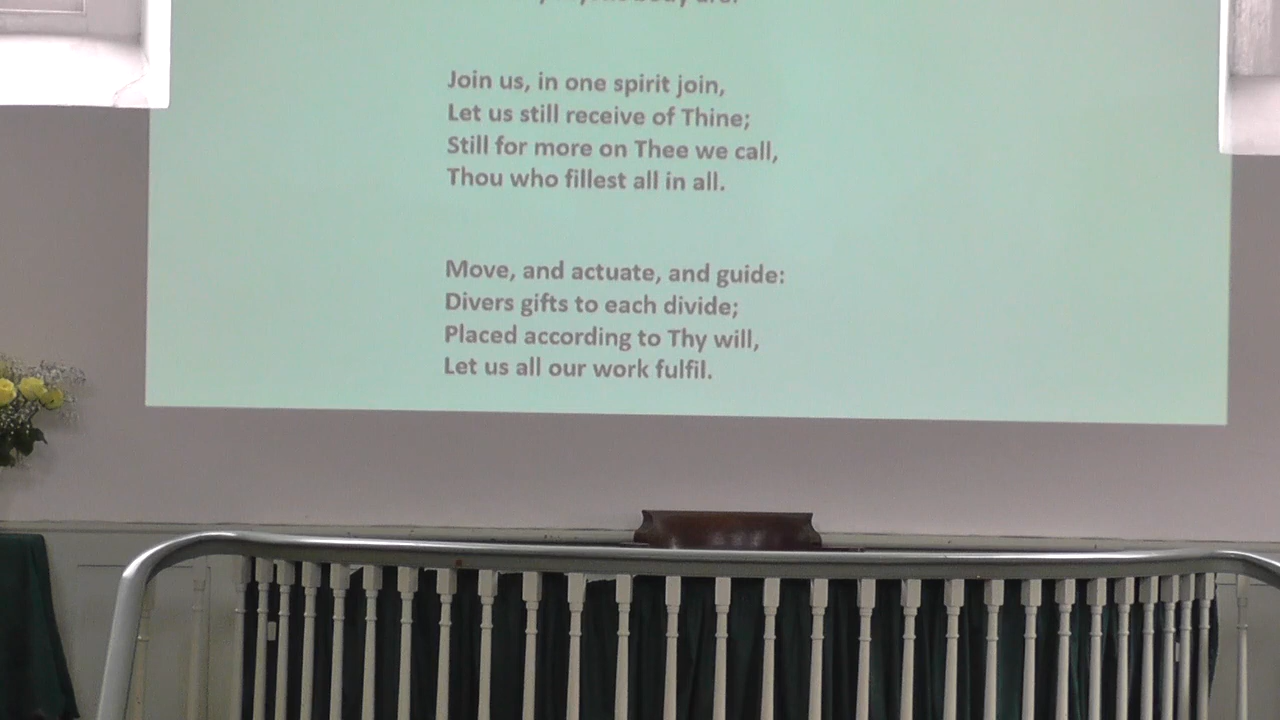 Join us, in one spirit join,
Let us still receive of Thine;
Still for more on Thee we call,
Thou who fillest all in all.
Move, and actuate, and guide:
Divers gifts to each divide;
Placed according to Thy will,
Let us all our work fulfil.